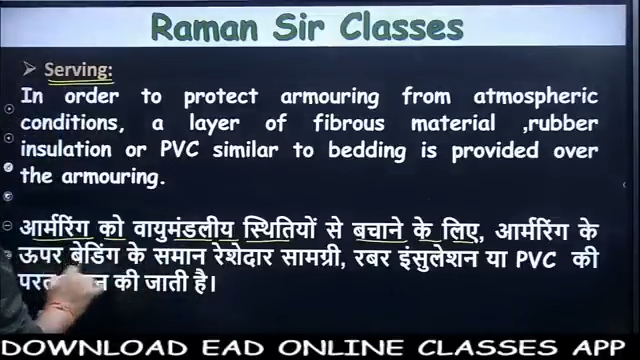 Raman Sir Classes
➤ Serving:
In order to protect armouring from atmospheric
conditions, a layer of fibrous material ,rubber
insulation or PVC similar to bedding is provided over
the armouring.
आर्मरिंग को वायुमंडलीय स्थितियों से बचाने के लिए, आर्मरिंग के
ऊपर बेडिंग के समान रेशेदार सामग्री, रबर इंसुलेशन या PVC की
की जाती है।
DOWNLOAD EAD ONLINE CLASSES APP